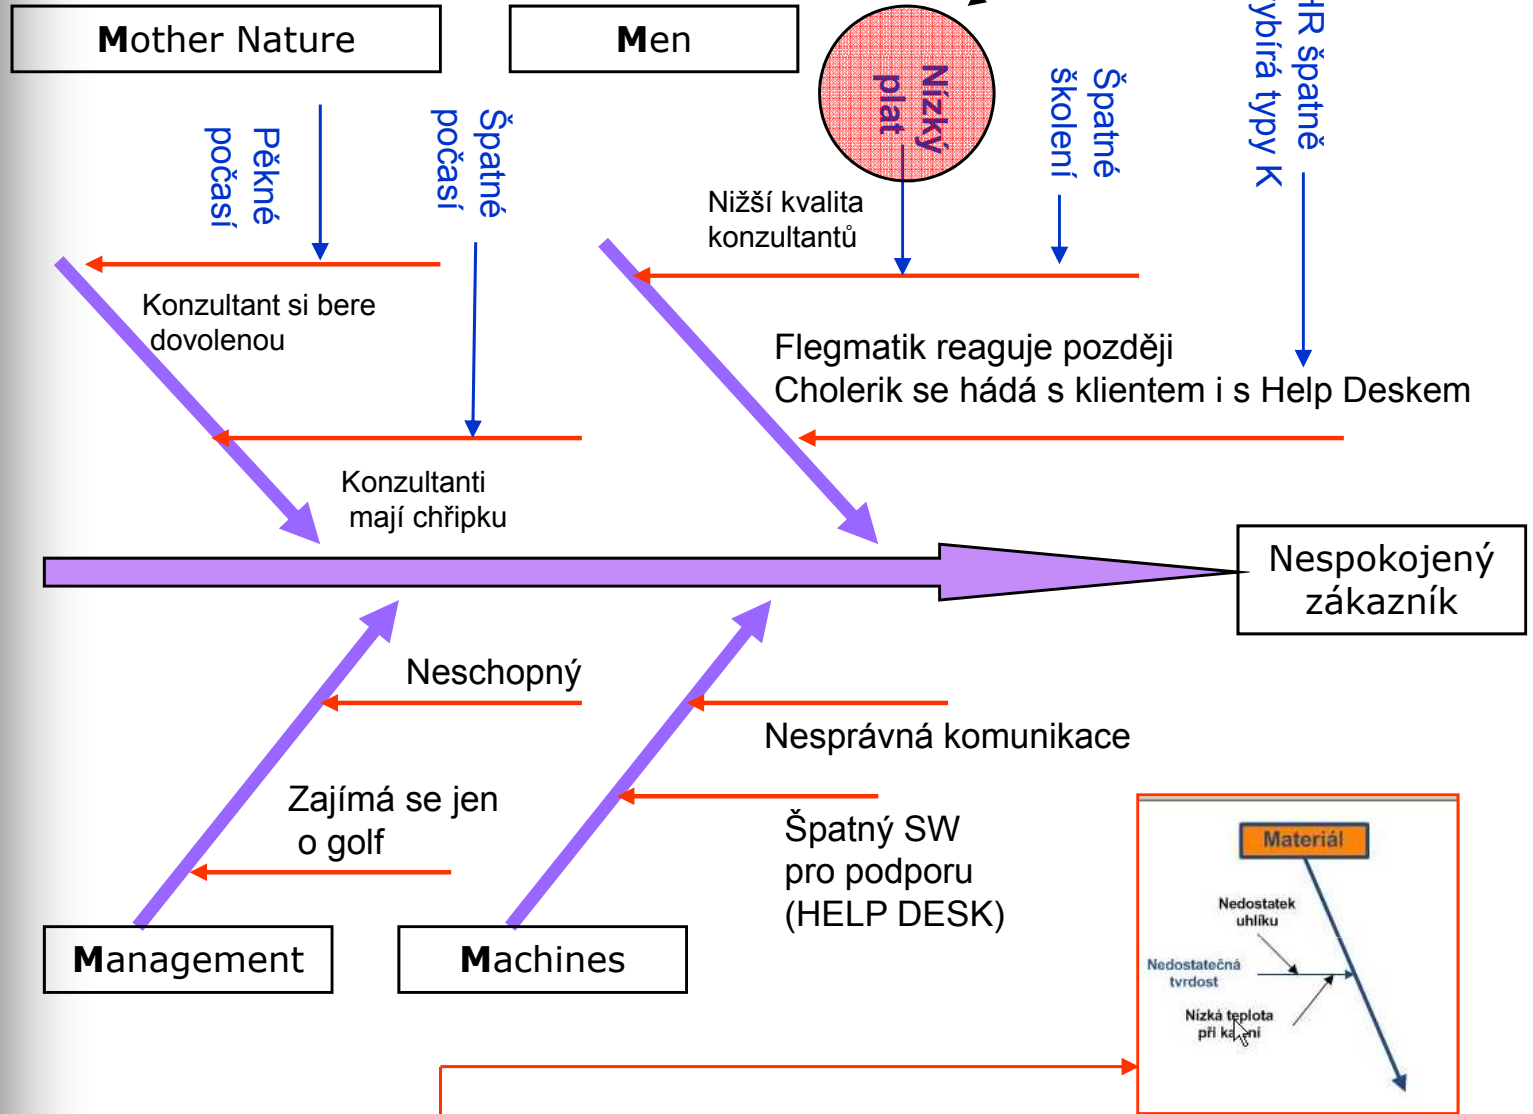 Mother Nature
Men
Nízký
plat
Špatné
školení
HR špatně
vybírá typy K
Pěkné
počasí
Špatné
počasí
Nižší kvalita
konzultantů
Konzultant si bere
dovolenou
Flegmatik reaguje později
Cholerik se hádá s klientem i s Help Deskem
Konzultanti
mají chřipku
Nespokojený
zákazník
Neschopný
Nesprávná komunikace
Zajímá se jen
o golf
Špatný SW
pro podporu
(HELP DESK)
Management
Machines
Materiál
Nedostatek
uhlíku
Nedostatečná
tvrdost
Nízká teplota
při kalení